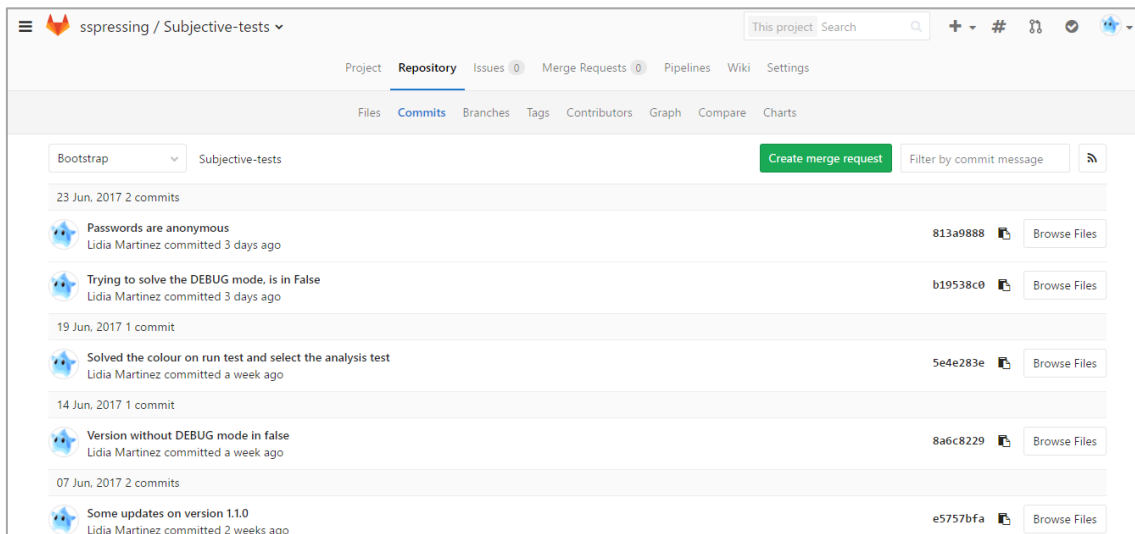 sspressing / Subjective-tests
This project Search
Project Repository Issues 0 Merge Requests 0 Pipelines Wiki Settings
Files Commits Branches Tags Contributors Graph Compare Charts
Bootstrap Subjective-tests Create merge request Filter by commit message
23 Jun, 2017 2 commits
Passwords are anonymous
Lidia Martinez committed 3 days ago
813a9888 Browse Files
Trying to solve the DEBUG mode, is in False
Lidia Martinez committed 3 days ago
b19538c0 Browse Files
19 Jun, 2017 1 commit
Solved the colour on run test and select the analysis test
Lidia Martinez committed a week ago
5e4e283e Browse Files
14 Jun, 2017 1 commit
Version without DEBUG mode in false
Lidia Martinez committed a week ago
8a6c8229 Browse Files
07 Jun, 2017 2 commits
Some updates on version 1.1.0
Lidia Martinez committed 2 weeks ago
e5757bfa Browse Files